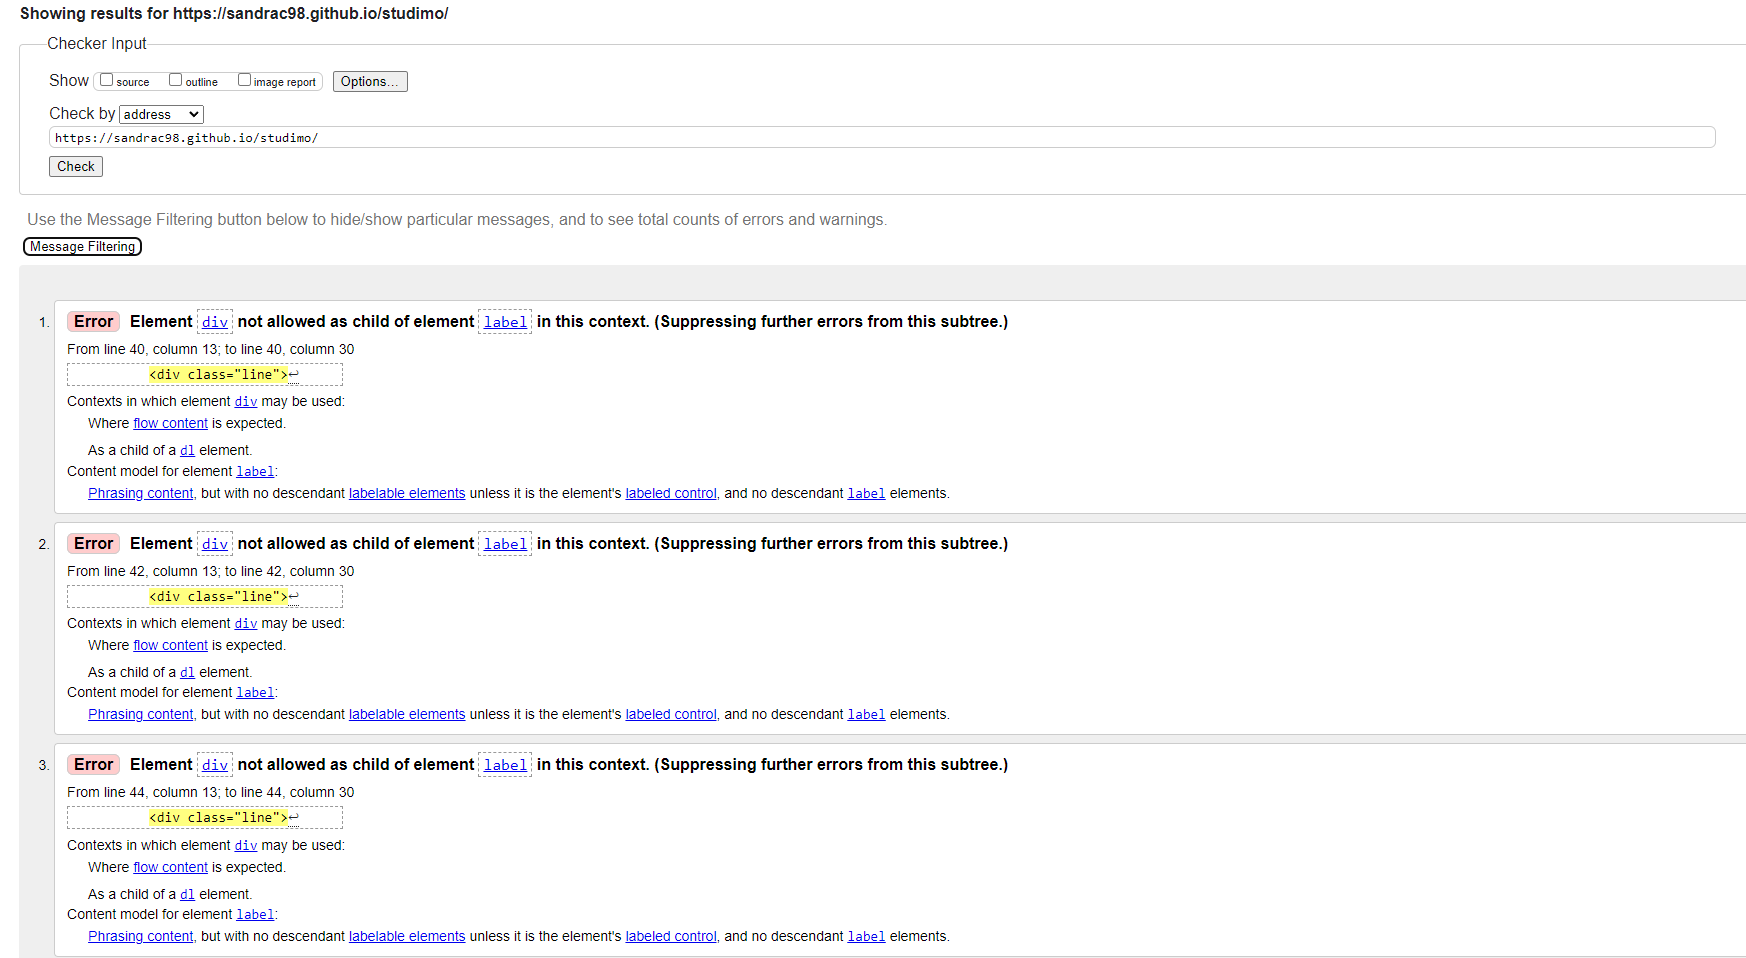 Showing results for https://sandrac98.github.io/studimo/
Checker Input
Show source outline image report Options...
Check by address
https://sandrac98.github.io/studimo/
Check
Use the Message Filtering button below to hide/show particular messages, and to see total counts of errors and warnings.
Message Filtering
1. Error Element div not allowed as child of element label in this context. (Suppressing further errors from this subtree.)
From line 40, column 13; to line 40, column 30
<div class="line">↩
Contexts in which element div may be used:
Where flow content is expected.
As a child of a dl element.
Content model for element label:
Phrasing content, but with no descendant labelable elements unless it is the element's labeled control, and no descendant label elements.
2. Error Element div not allowed as child of element label in this context. (Suppressing further errors from this subtree.)
From line 42, column 13; to line 42, column 30
<div class="line">↩
Contexts in which element div may be used:
Where flow content is expected.
As a child of a dl element.
Content model for element label:
Phrasing content, but with no descendant labelable elements unless it is the element's labeled control, and no descendant label elements.
3. Error Element div not allowed as child of element label in this context. (Suppressing further errors from this subtree.)
From line 44, column 13; to line 44, column 30
<div class="line">↩
Contexts in which element div may be used:
Where flow content is expected.
As a child of a dl element.
Content model for element label:
Phrasing content, but with no descendant labelable elements unless it is the element's labeled control, and no descendant label elements.